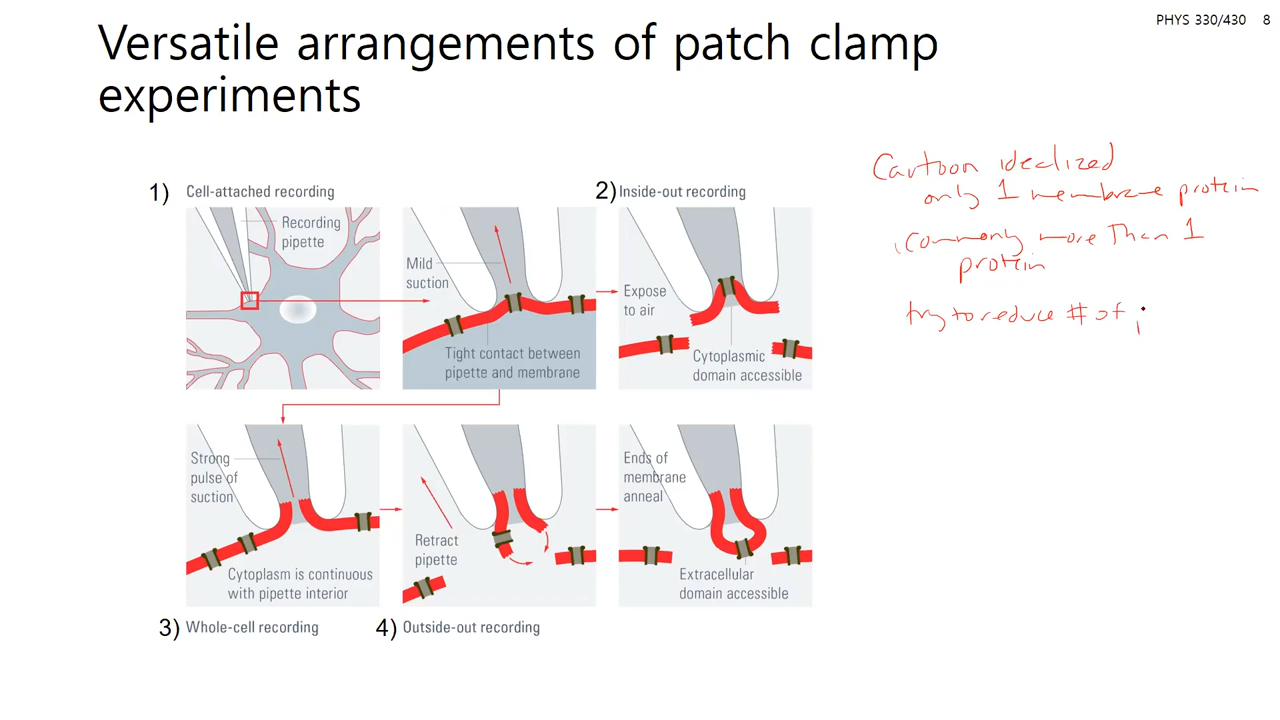 PHYS 330/430 8
Versatile arrangements of patch clamp
experiments
1) Cell-attached recording
Recording
pipette
Mild
suction
Tight contact between
pipette and membrane
2) Inside-out recording
Expose
to air
Cytoplasmic
domain accessible
Strong
pulse of
suction
Cytoplasm is continuous
with pipette interior
3) Whole-cell recording
Retract
pipette
4) Outside-out recording
Ends of
membrane
anneal
Extracellular
domain accessible
Cartoon idealized
only 1 membrane protein
Commonly more than 1
protein
try to reduce # of i